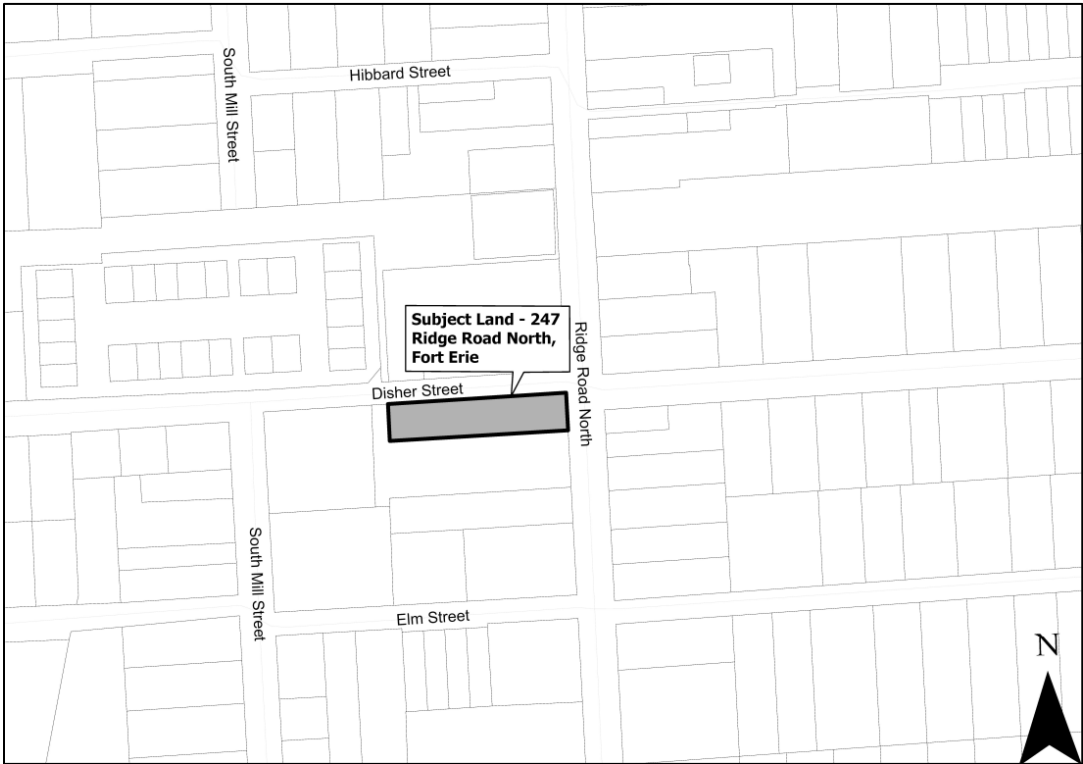 Hibbard Street
South Mill Street
Subject Land - 247
Ridge Road North,
Fort Erie
Ridge Road North
Disher Street
South Mill Street
Elm Street
N